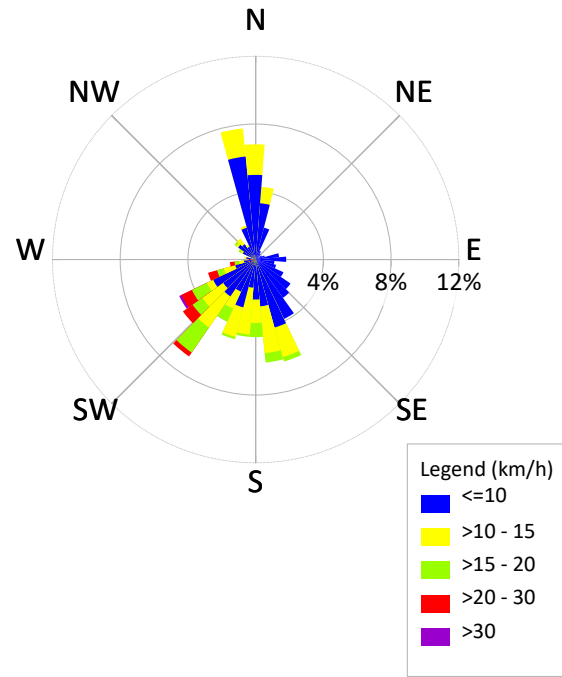 N
NW
NE
W
E
4%
8%
12%
SW
SE
S
Legend (km/h)
<=10
>10 - 15
>15 - 20
>20 - 30
>30